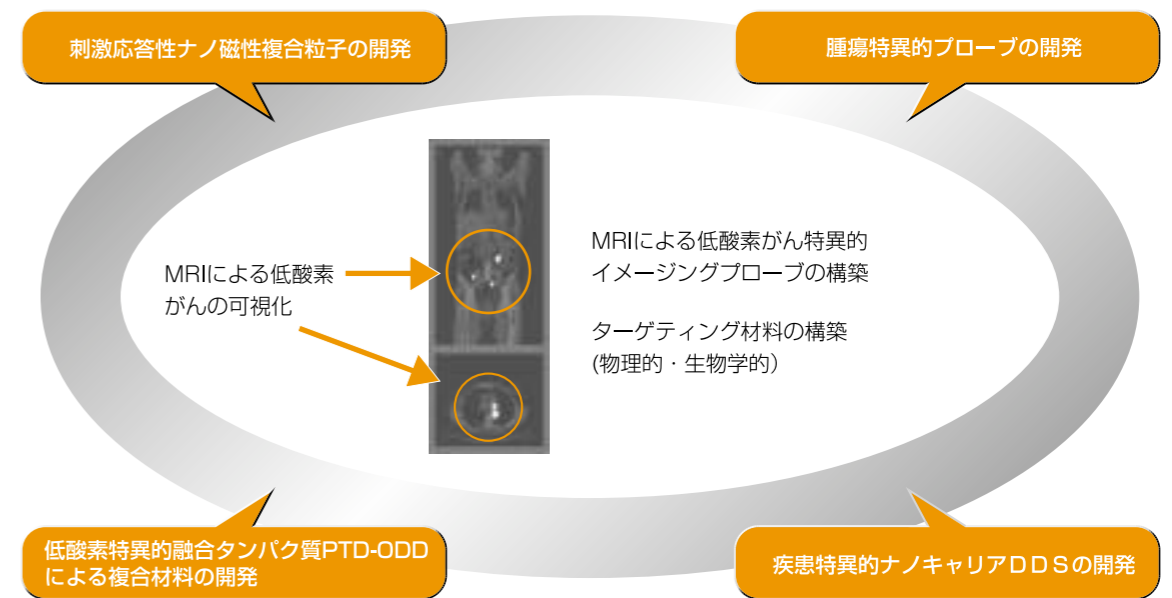 刺激応答性ナノ磁性複合粒子の開発
腫瘍特異的プローブの開発
MRIによる低酸素
がんの可視化
MRIによる低酸素がん特異的
イメージングプローブの構築
ターゲティング材料の構築
(物理的・生物学的）
低酸素特異的融合タンパク質PTD-ODD
による複合材料の開発
疾患特異的ナノキャリアＤＤＳの開発